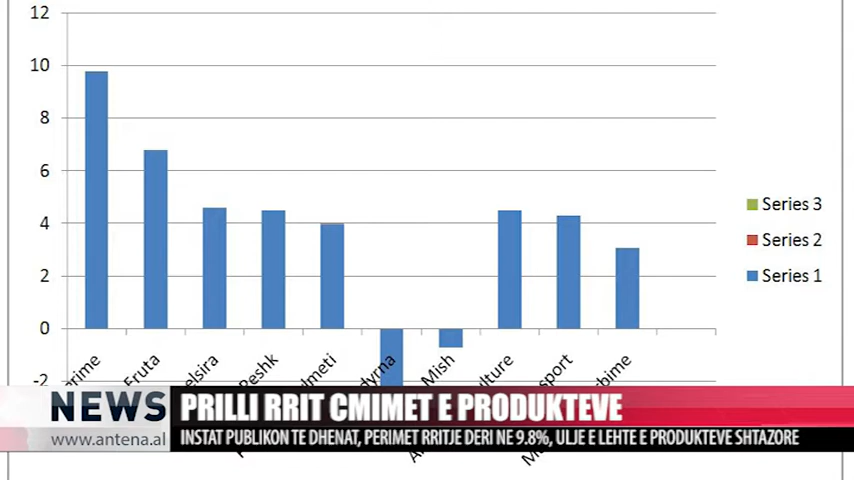 12
10
8
6
4
2
0
-2
Series 3
Series 2
Series 1
Fruta
Reshk
Mish
NEWS
www.antena.al
PRILLI RRIT CMIMET E PRODUKTEVE
INSTAT PUBLIKON TE DHENAT, PERIMET RRITJE DERI NE 9.8%, ULJE E LEHTE E PRODUKTEVE SHTAZORE